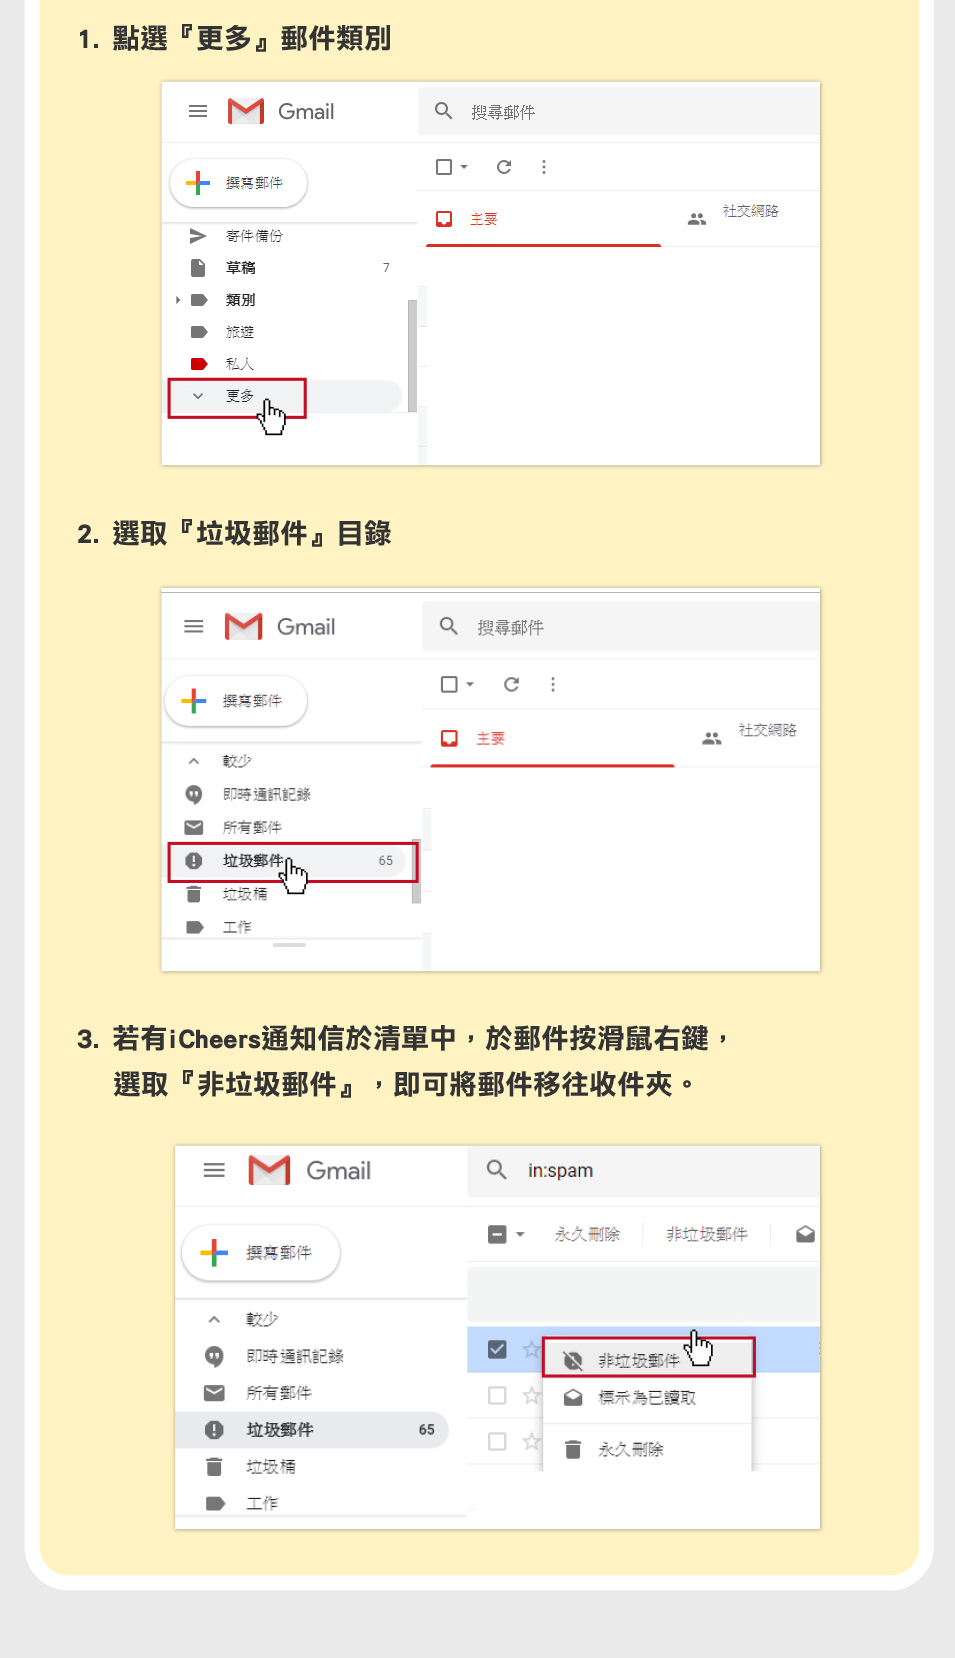 1. 點選『更多』郵件類別
Gmail
搜尋郵件
撰寫郵件
主要
社交網路
寄件備份
草稿 7
類別
旅遊
私人
更多
2. 選取『垃圾郵件』目錄
Gmail
搜尋郵件
撰寫郵件
主要
社交網路
較少
即時通訊記錄
所有郵件
垃圾郵件 65
垃圾桶
工作
3. 若有iCheers通知信於清單中，於郵件按滑鼠右鍵，
選取『非垃圾郵件』，即可將郵件移往收件夾。
Gmail
in:spam
撰寫郵件
永久刪除
非垃圾郵件
較少
即時通訊記錄
所有郵件
垃圾郵件 65
垃圾桶
工作
非垃圾郵件
標示為已讀取
永久刪除